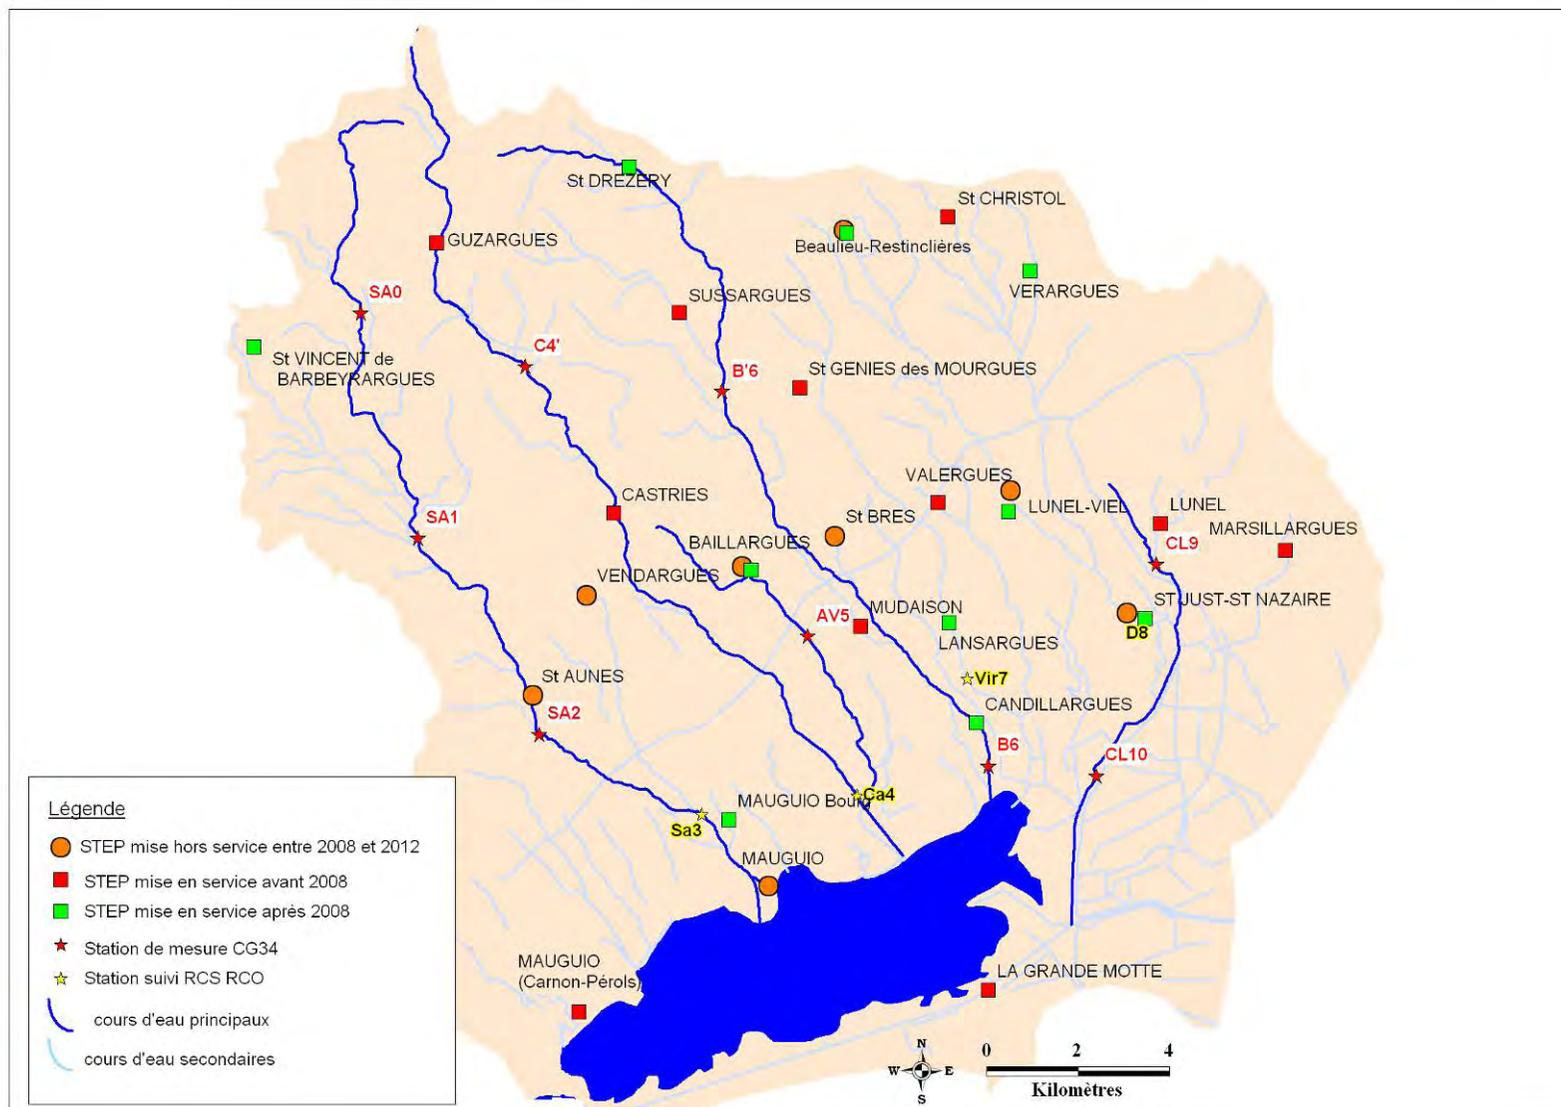 St DREZERY
St CHRISTOL
GUZARGUES
Beaulieu-Restinclières
VERARGUES
SA0
SUSSARGUES
St VINCENT de
BARBEYRARGUES
C4'
B'6
St GENIES des MOURGUES
VALERGUES
CASTRIES
SA1
St BRES
LUNEL-VIEL
LUNEL
MARSILLARGUES
BAILLARGUES
CL9
VENDARGUES
MUDAISON
ST JUST-ST NAZAIRE
AV5
D8
LANSARGUES
St AUNES
Vir7
SA2
CANDILLARGUES
B6
CL10
Ca4
MAUGUIO Bourg
Sa3
MAUGUIO
MAUGUIO
(Carnon-Pérols)
LA GRANDE MOTTE
Légende
STEP mise hors service entre 2008 et 2012
STEP mise en service avant 2008
STEP mise en service après 2008
Station de mesure CG34
Station suivi RCS RCO
cours d'eau principaux
cours d'eau secondaires
N
W E
S
0 2 4
Kilomètres